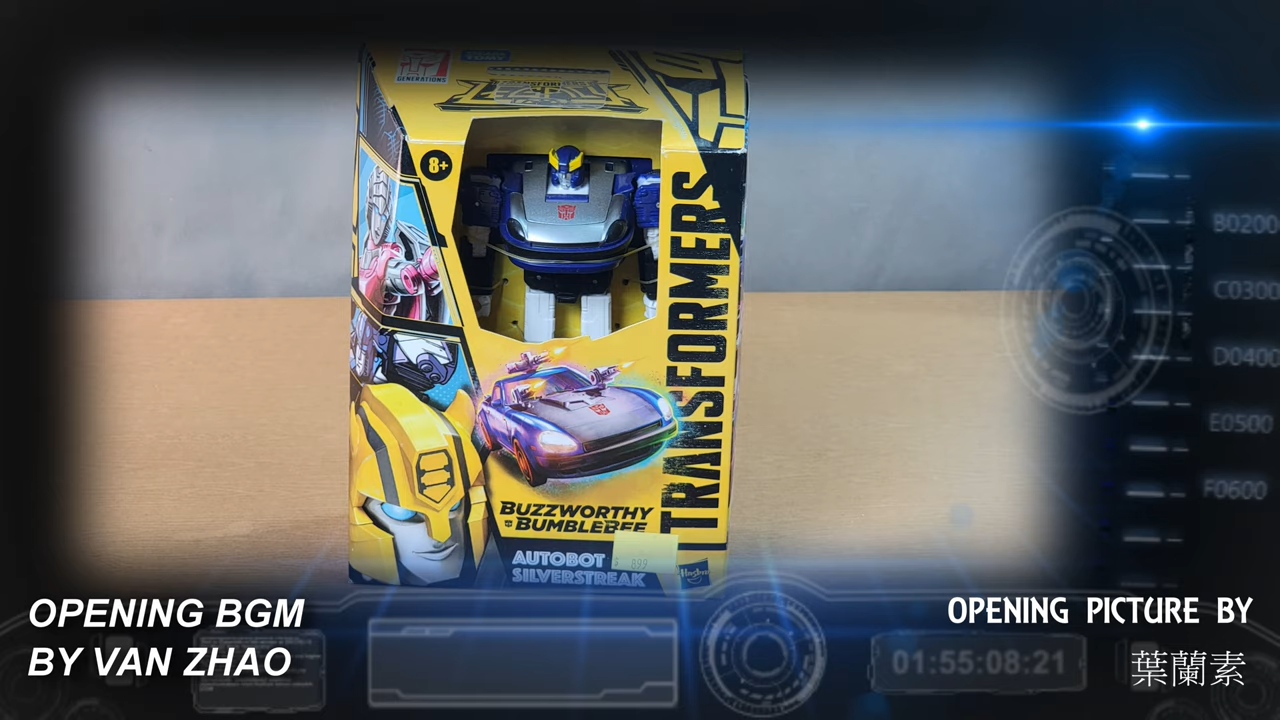 GENERATIONS
8+
TRANSFORMERS
BUZZWORTHY
BUMBLEBEE
AUTOBOT
SILVERSTREAK
$ 899
Hasbro
B0200
C0300
D0400
E0500
F0600
OPENING BGM
BY VAN ZHAO
OPENING PICTURE BY
葉蘭素
01:55:08:21